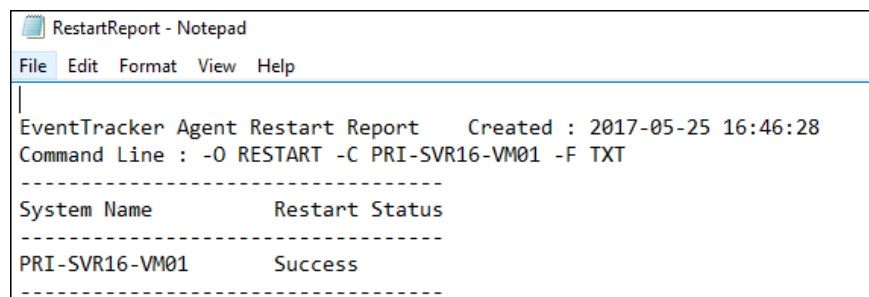 RestartReport - Notepad
File Edit Format View Help
EventTracker Agent Restart Report    Created : 2017-05-25 16:46:28
Command Line : -O RESTART -C PRI-SVR16-VM01 -F TXT
-----------------------------------
System Name          Restart Status
-----------------------------------
PRI-SVR16-VM01       Success
-----------------------------------